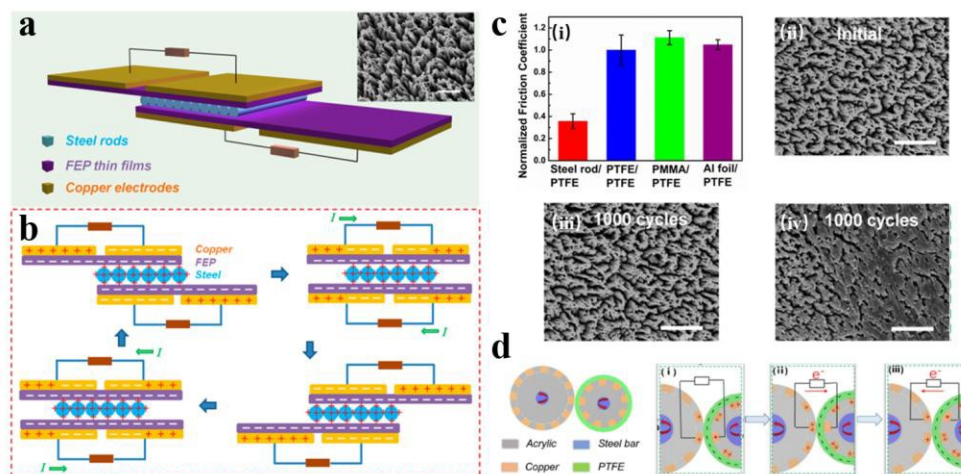 a
Steel rods
FEP thin films
Copper electrodes
b
I
Copper
FEP
Steel
I
I
I
c
(i)
Normalized Friction Coefficient
1.2
1.0
0.8
0.6
0.4
0.2
0.0
Steel rod/ PTFE/ PMMA/ Al foil/
PTFE PTFE PTFE PTFE
(ii) Initial
(iii) 1000 cycles
(iv) 1000 cycles
d
Acrylic Steel bar
Copper PTFE
(i)
(ii)
e⁻
(iii)
e⁻